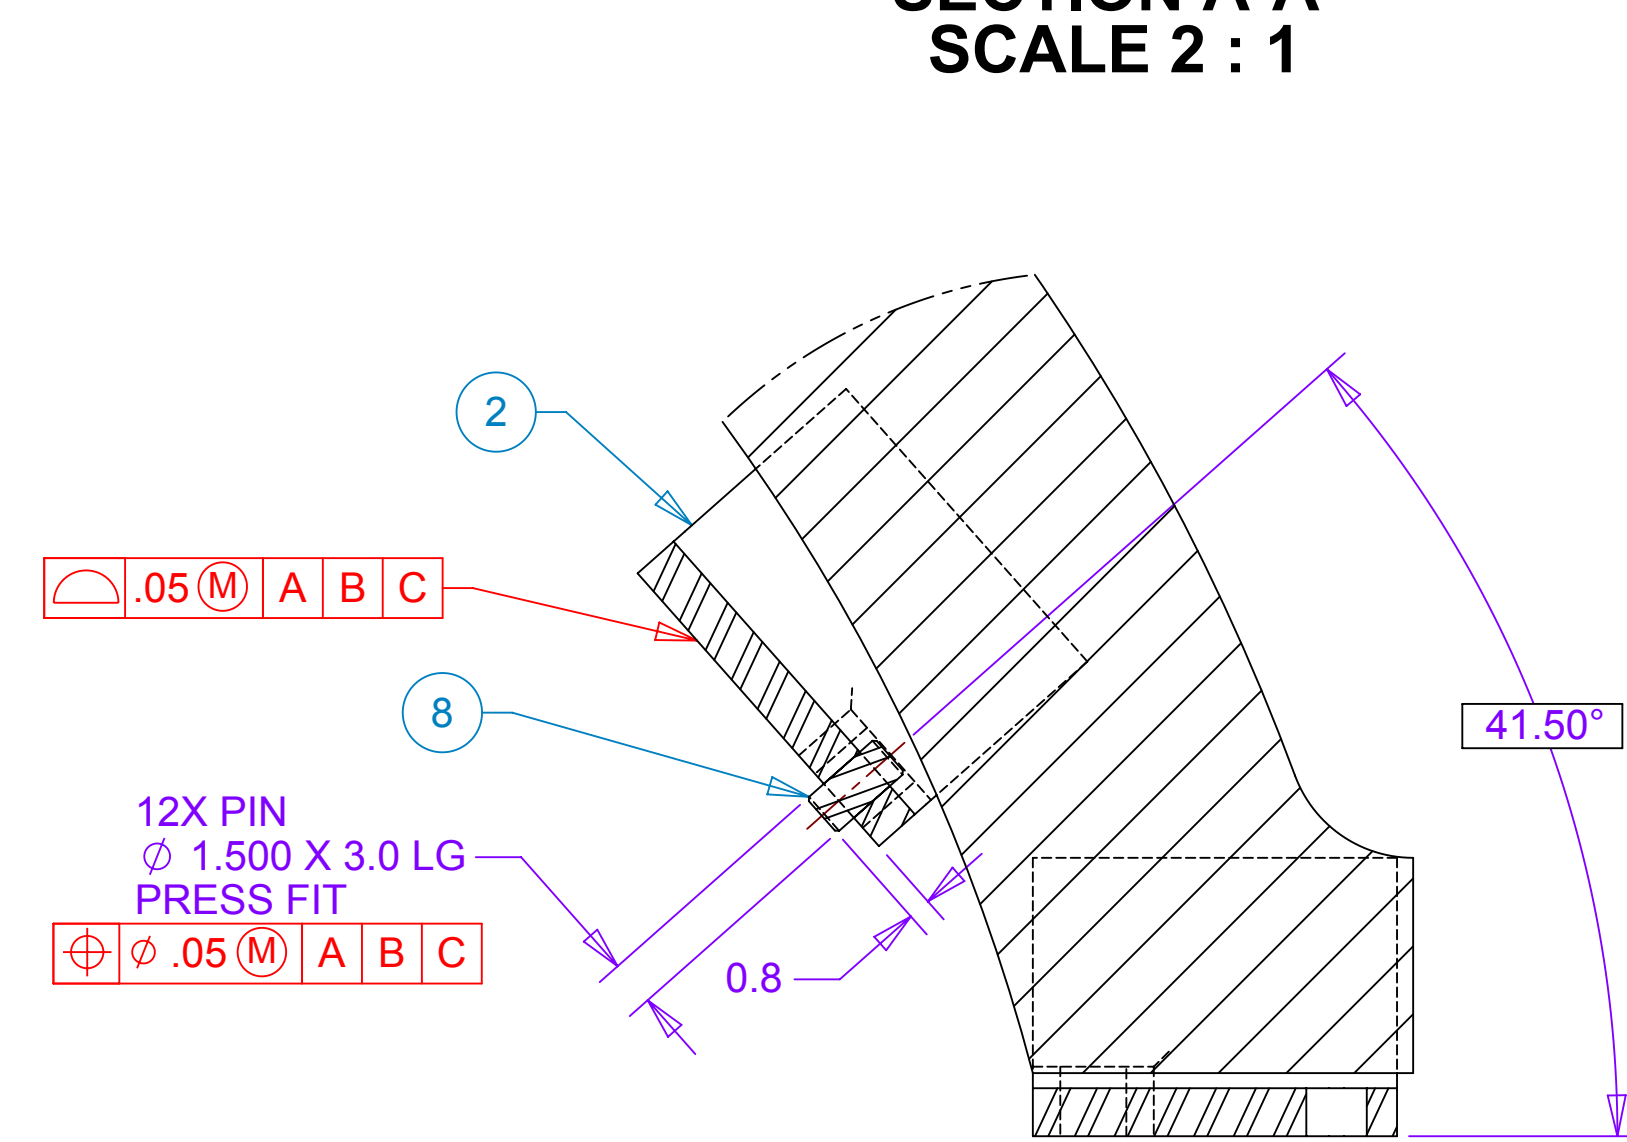 SECTION A-A
SCALE 2 : 1
2
.05 Ⓜ A B C
8
41.50°
12X PIN
⌀ 1.500 X 3.0 LG
PRESS FIT
⌀ .05 Ⓜ A B C
0.8